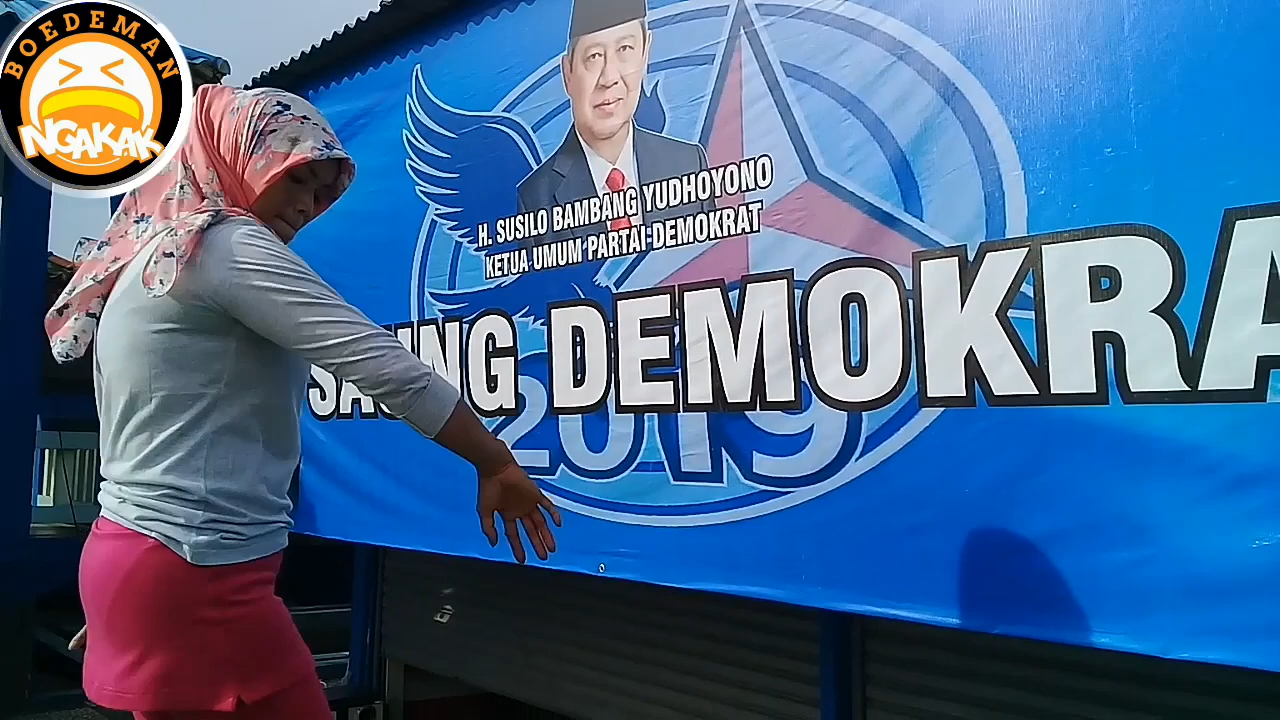 BOEDEMAN
NGAKAK
H. SUSILO BAMBANG YUDHOYONO
KETUA UMUM PARTAI DEMOKRAT
DEMOKRA
2019